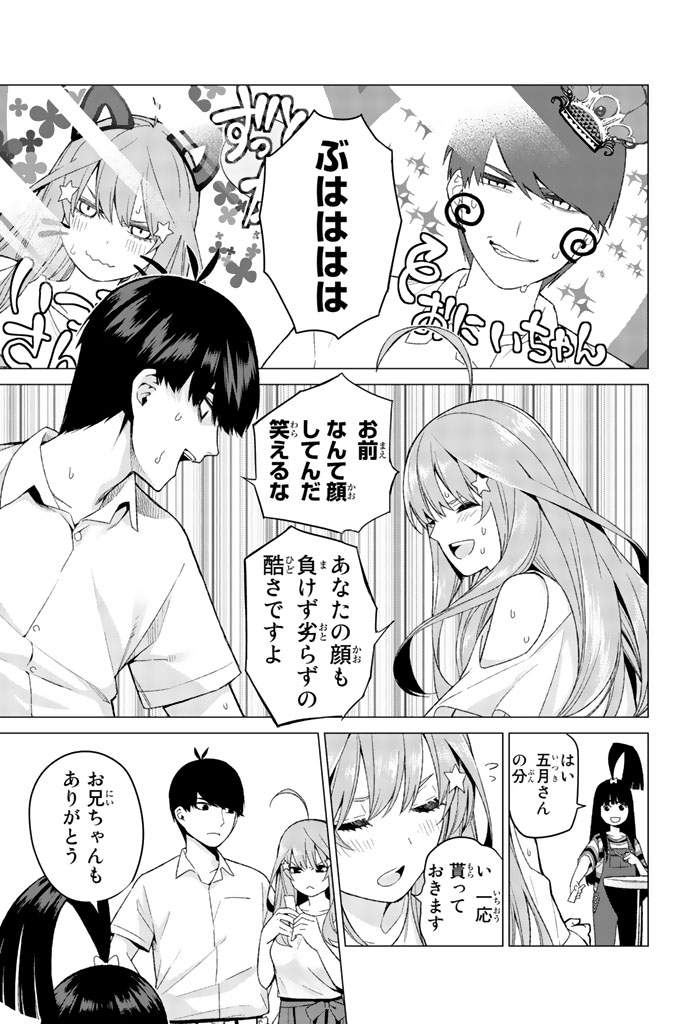 ぶはははは
おにいちゃん
お前
なんて顔
してんだ
笑えるな
あなたの顔も
負けず劣らずの
酷さですよ
はい
五月さん
の分
い 一応
貰って
おきます
お兄ちゃんも
ありがとう